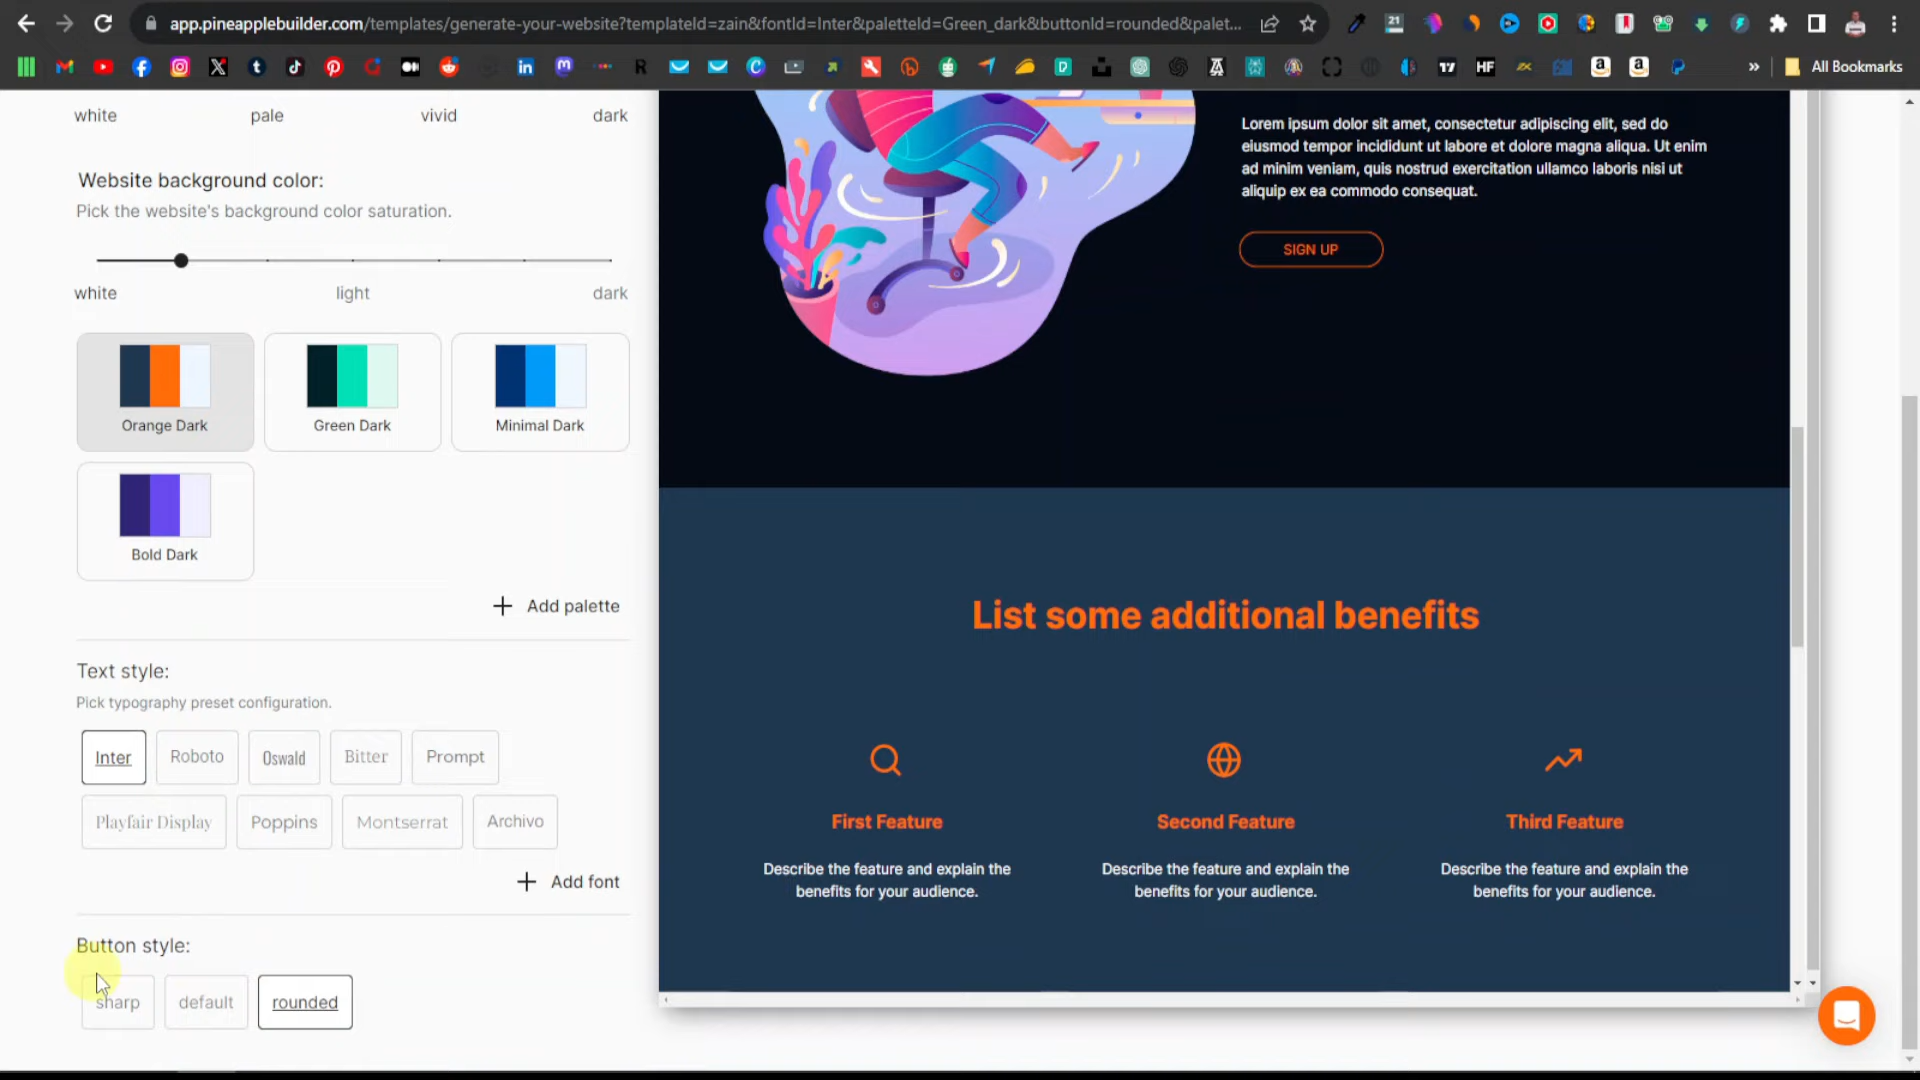 app.pineapplebuilder.com/templates/generate-your-website?templateId=zain&fontId=Inter&paletteId=Green_dark&buttonId=rounded&palet...
21
HF
All Bookmarks
white pale vivid dark
Website background color:
Pick the website's background color saturation.
white light dark
Orange Dark Green Dark Minimal Dark
Bold Dark
Add palette
Text style:
Pick typography preset configuration.
Inter Roboto Oswald Bitter Prompt
Playfair Display Poppins Montserrat Archivo
Add font
Button style:
sharp default rounded
Lorem ipsum dolor sit amet, consectetur adipiscing elit, sed do
eiusmod tempor incididunt ut labore et dolore magna aliqua. Ut enim
ad minim veniam, quis nostrud exercitation ullamco laboris nisi ut
aliquip ex ea commodo consequat.
SIGN UP
List some additional benefits
First Feature Second Feature Third Feature
Describe the feature and explain the Describe the feature and explain the Describe the feature and explain the
benefits for your audience. benefits for your audience. benefits for your audience.